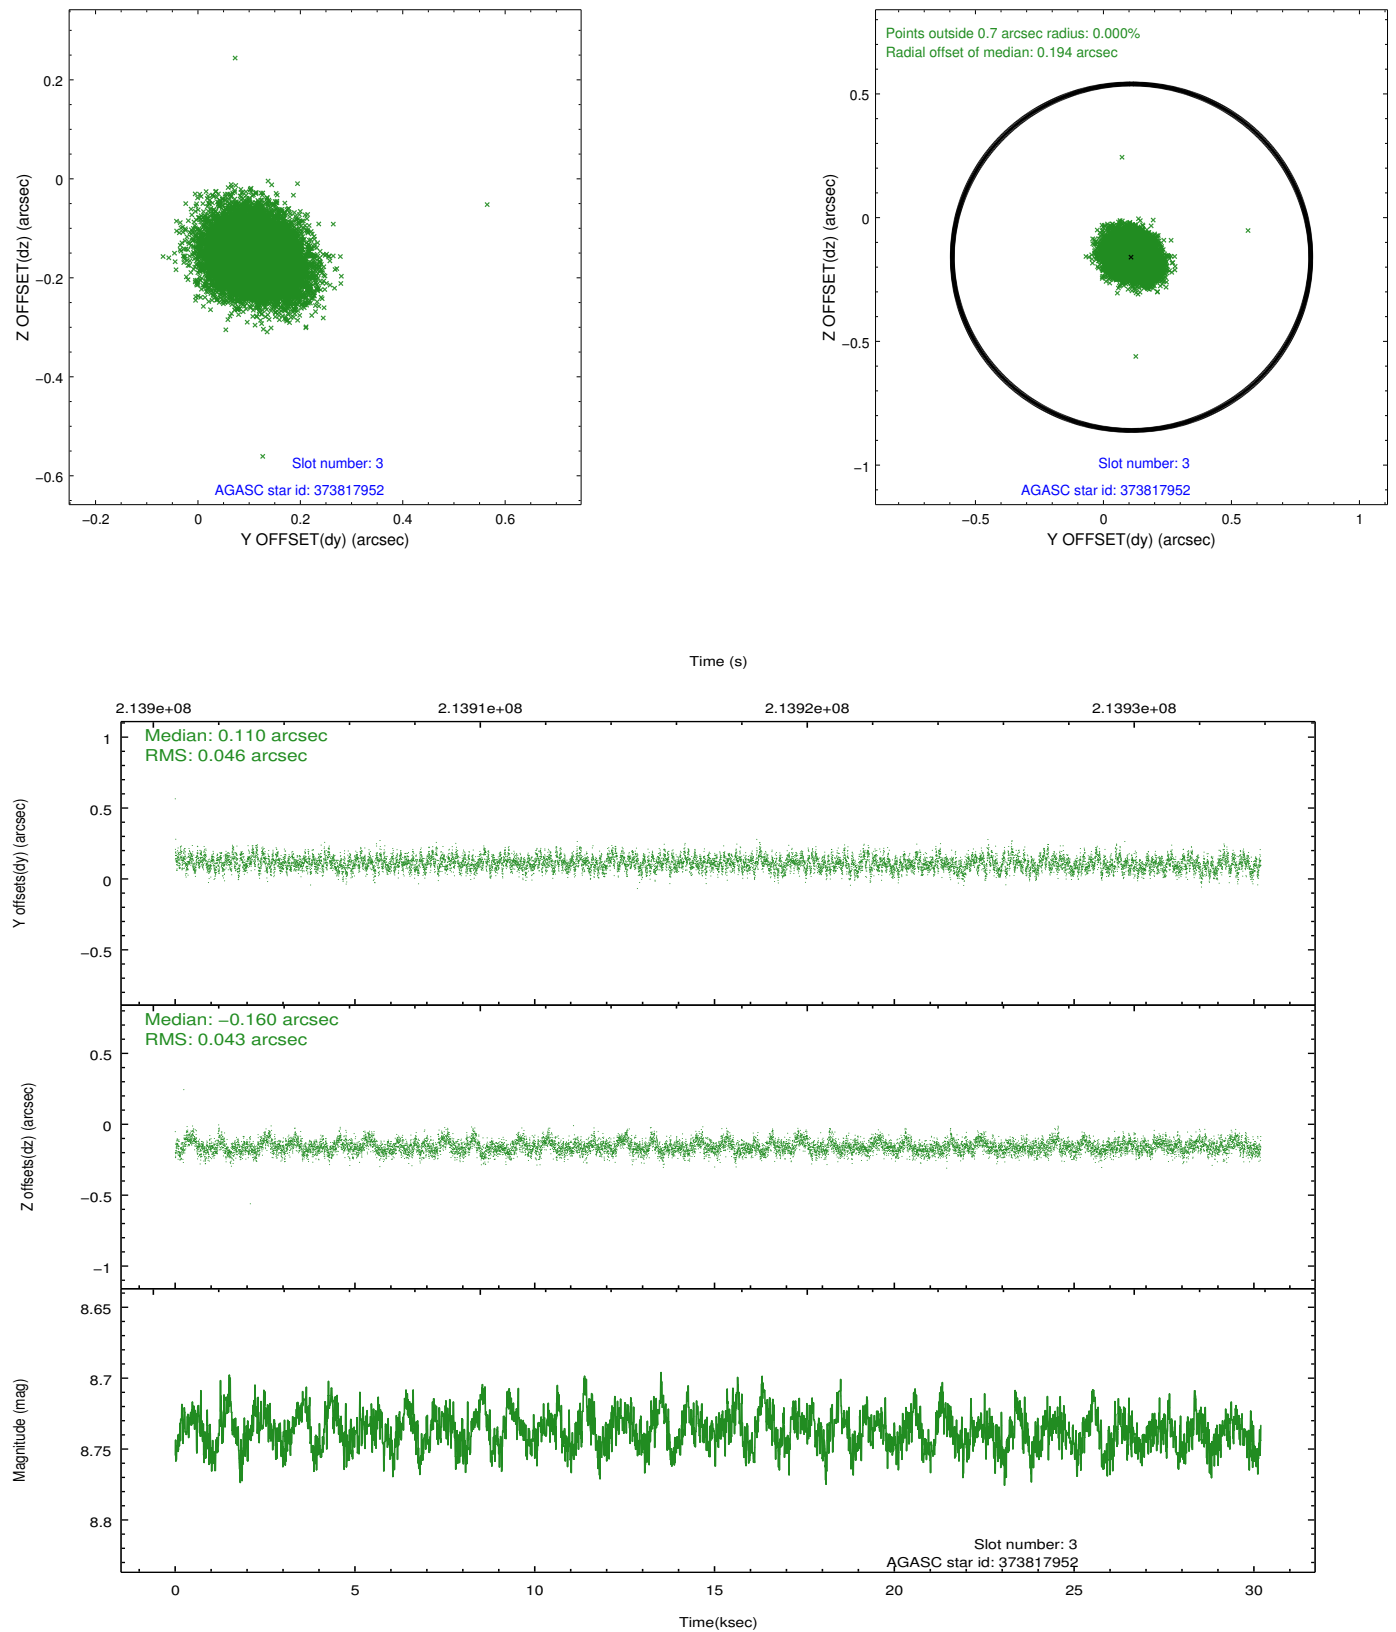 0.2
0
−0.2
−0.4
−0.6
Z OFFSET(dz) (arcsec)
Slot number: 3
AGASC star id: 373817952
−0.2
0
0.2
0.4
0.6
Y OFFSET(dy) (arcsec)
Points outside 0.7 arcsec radius: 0.000%
Radial offset of median: 0.194 arcsec
0.5
0
−0.5
−1
Z OFFSET(dz) (arcsec)
Slot number: 3
AGASC star id: 373817952
−0.5
0
0.5
1
Y OFFSET(dy) (arcsec)
Time (s)
2.139e+08
2.1391e+08
2.1392e+08
2.1393e+08
Median: 0.110 arcsec
RMS: 0.046 arcsec
1
0.5
0
−0.5
Y offsets(dy) (arcsec)
Median: −0.160 arcsec
RMS: 0.043 arcsec
0.5
0
−0.5
−1
Z offsets(dz) (arcsec)
8.65
8.7
8.75
8.8
Magnitude (mag)
Slot number: 3
AGASC star id: 373817952
0
5
10
15
20
25
30
Time(ksec)